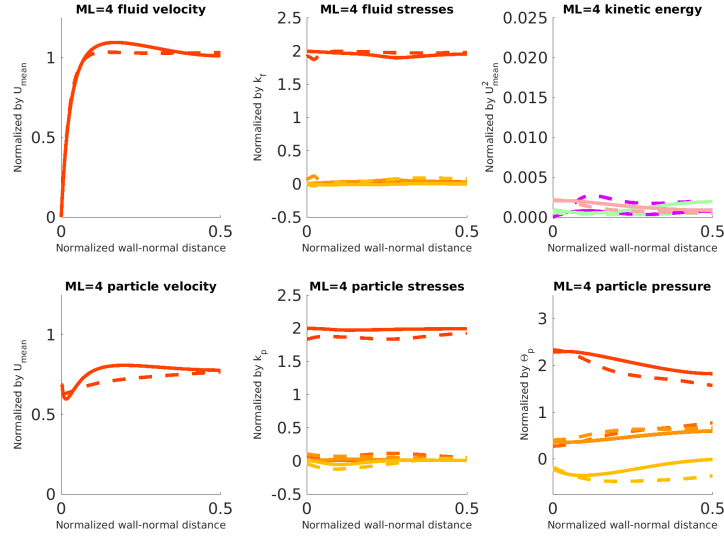 ML=4 fluid velocity
Normalized by U_mean
1
0.5
0
0
0.5
Normalized wall-normal distance
ML=4 fluid stresses
Normalized by k_f
2.5
2
1.5
1
0.5
0
-0.5
0
0.5
Normalized wall-normal distance
ML=4 kinetic energy
Normalized by U²_mean
0.025
0.020
0.015
0.010
0.005
0.000
0
0.5
Normalized wall-normal distance
ML=4 particle velocity
Normalized by U_mean
1
0.5
0
0
0.5
Normalized wall-normal distance
ML=4 particle stresses
Normalized by k_p
2.5
2
1.5
1
0.5
0
-0.5
0
0.5
Normalized wall-normal distance
ML=4 particle pressure
Normalized by Θ_p
3
2
1
0
0
0.5
Normalized wall-normal distance